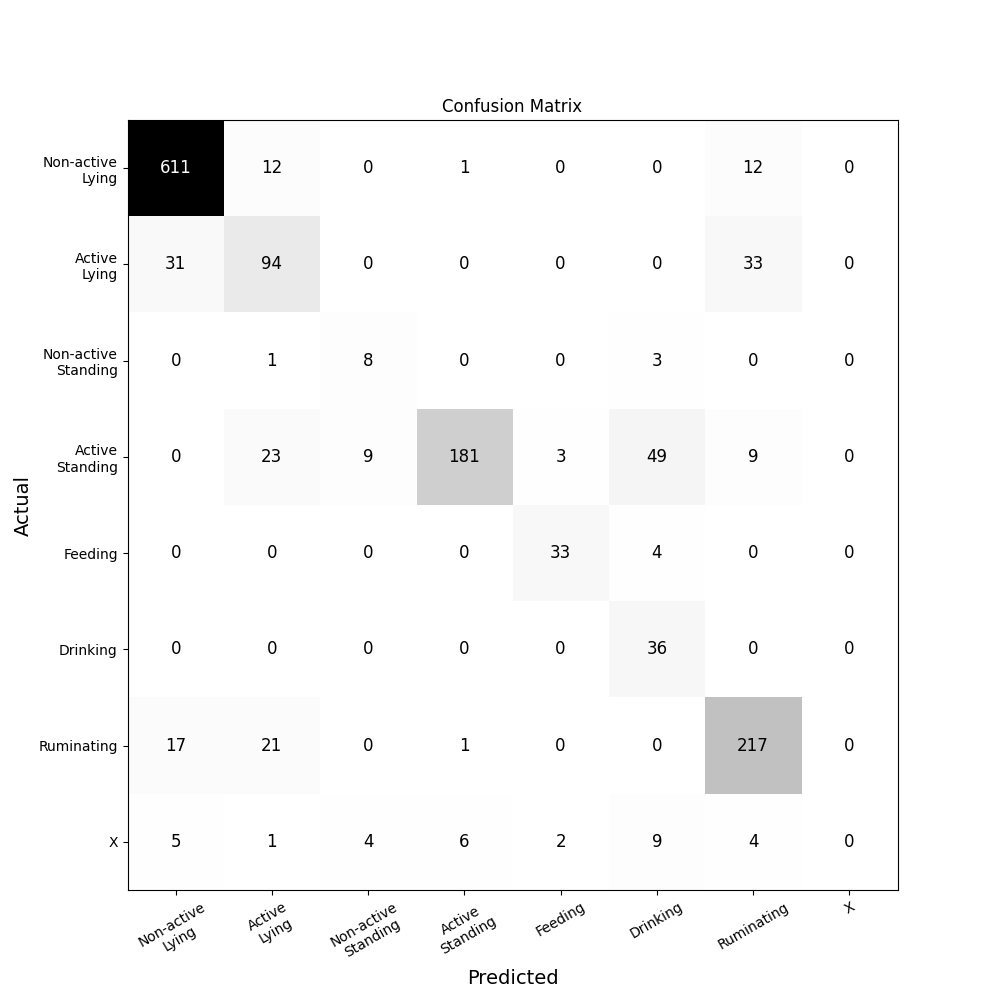 Confusion Matrix
Non-active
Lying
611 12 0 1 0 0 12 0
Active
Lying
31 94 0 0 0 0 33 0
Non-active
Standing
0 1 8 0 0 3 0 0
Active
Standing
0 23 9 181 3 49 9 0
Feeding
0 0 0 0 33 4 0 0
Drinking
0 0 0 0 0 36 0 0
Ruminating
17 21 0 1 0 0 217 0
X
5 1 4 6 2 9 4 0
Actual
Non-active
Lying
Active
Lying
Non-active
Standing
Active
Standing
Feeding
Drinking
Ruminating
X
Predicted